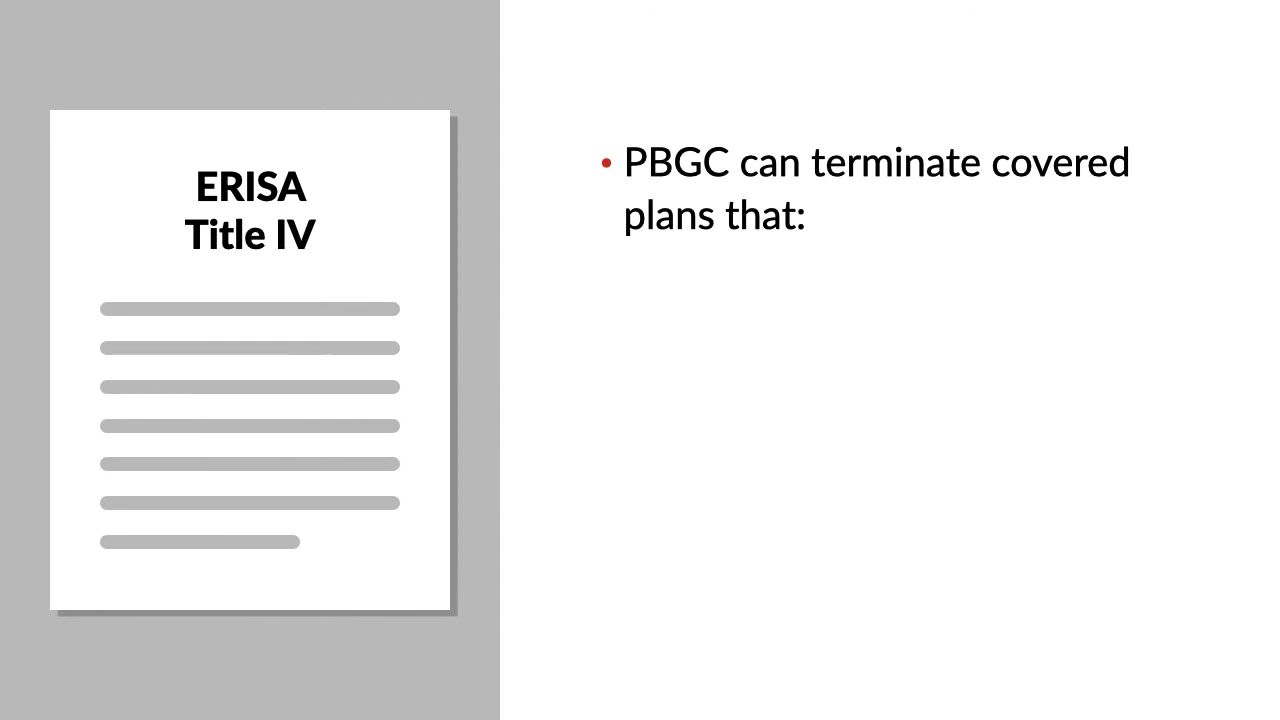 ERISA
Title IV
• PBGC can terminate covered
plans that: